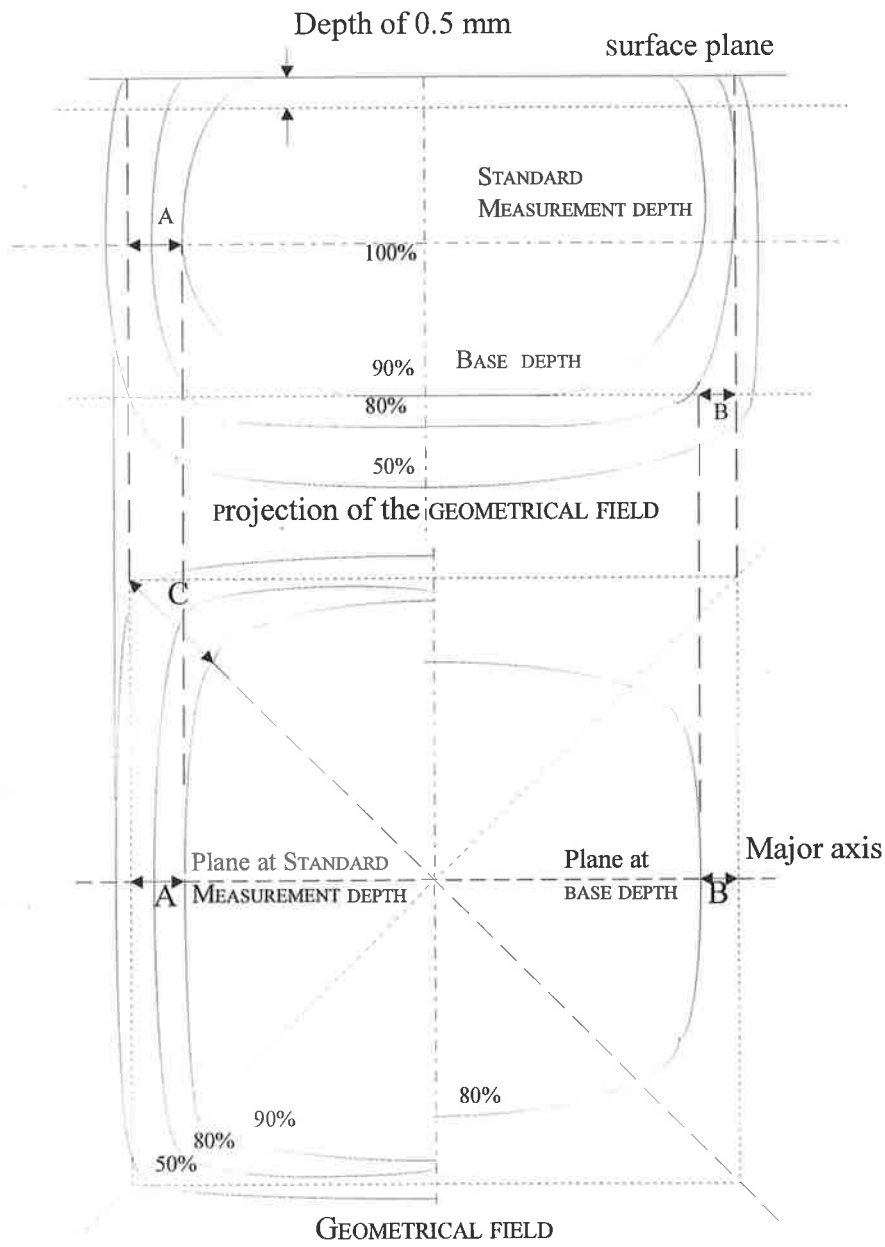 Depth of 0.5 mm
surface plane
STANDARD
MEASUREMENT DEPTH
A
100%
BASE DEPTH
90%
80%
B
50%
Projection of the GEOMETRICAL FIELD
C
Plane at STANDARD
MEASUREMENT DEPTH
Plane at
BASE DEPTH
Major axis
A
B
80%
90%
80%
50%
GEOMETRICAL FIELD